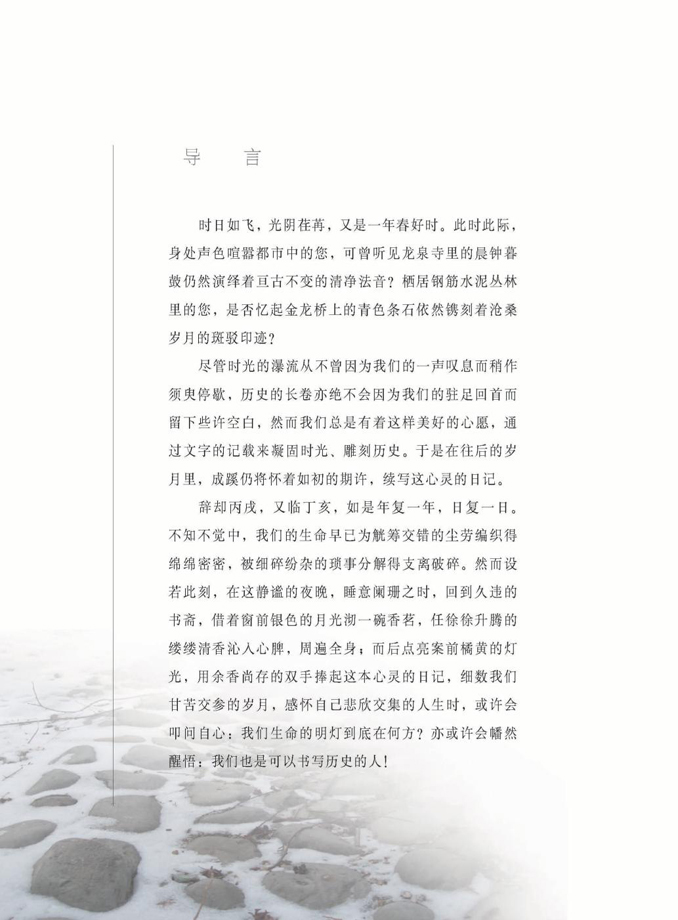 导 言
时日如飞，光阴荏苒，又是一年春好时。此时此际，
身处声色喧嚣都市中的您，可曾听见龙泉寺里的晨钟暮
鼓仍然演绎着亘古不变的清净法音？栖居钢筋水泥丛林
里的您，是否忆起金龙桥上的青色条石依然镌刻着沧桑
岁月的斑驳印迹？
尽管时光的瀑流从不曾因为我们的一声叹息而稍作
须臾停歇，历史的长卷亦绝不会因为我们的驻足回首而
留下些许空白，然而我们总是有着这样美好的心愿，通
过文字的记载来凝固时光、雕刻历史。于是在往后的岁
月里，成蹊仍将怀着如初的期许，续写这心灵的日记。
辞却丙戌，又临丁亥，如是年复一年，日复一日。
不知不觉中，我们的生命早已为觥筹交错的尘劳编织得
绵绵密密，被细碎纷杂的琐事分解得支离破碎。然而设
若此刻，在这静谧的夜晚，睡意阑珊之时，回到久违的
书斋，借着窗前银色的月光沏一碗香茗，任徐徐升腾的
缕缕清香沁人心脾，周遍全身；而后点亮案前橘黄的灯
光，用余香尚存的双手捧起这本心灵的日记，细数我们
甘苦交参的岁月，感怀自己悲欣交集的人生时，或许会
叩问自心：我们生命的明灯到底在何方？亦或许会幡然
醒悟：我们也是可以书写历史的人！